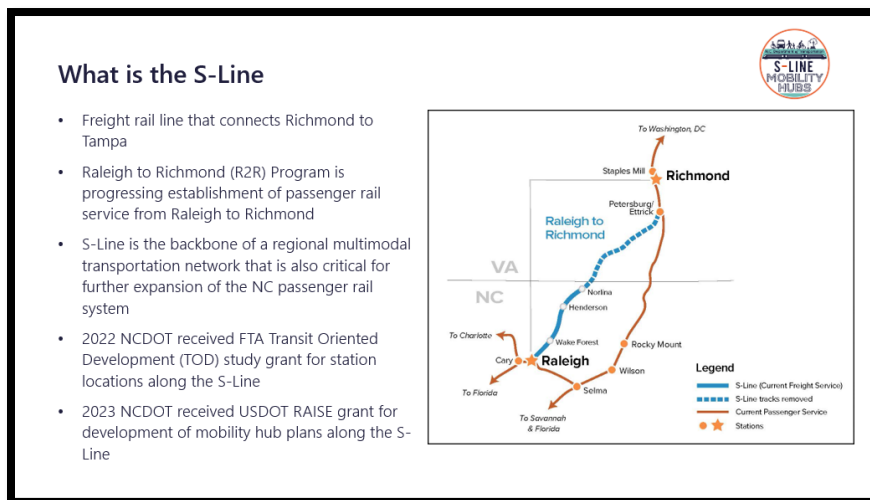 What is the S-Line
S-LINE
MOBILITY
HUBS
• Freight rail line that connects Richmond to
Tampa
• Raleigh to Richmond (R2R) Program is
progressing establishment of passenger rail
service from Raleigh to Richmond
• S-Line is the backbone of a regional multimodal
transportation network that is also critical for
further expansion of the NC passenger rail
system
• 2022 NCDOT received FTA Transit Oriented
Development (TOD) study grant for station
locations along the S-Line
• 2023 NCDOT received USDOT RAISE grant for
development of mobility hub plans along the S-
Line
To Washington, DC
Staples Mill
Richmond
Petersburg/
Ettrick
Raleigh to
Richmond
VA
NC
Norlina
Henderson
To Charlotte
Wake Forest
Rocky Mount
Cary
Raleigh
Wilson
To Florida
Selma
To Savannah
& Florida
Legend
S-Line (Current Freight Service)
S-Line tracks removed
Current Passenger Service
Stations